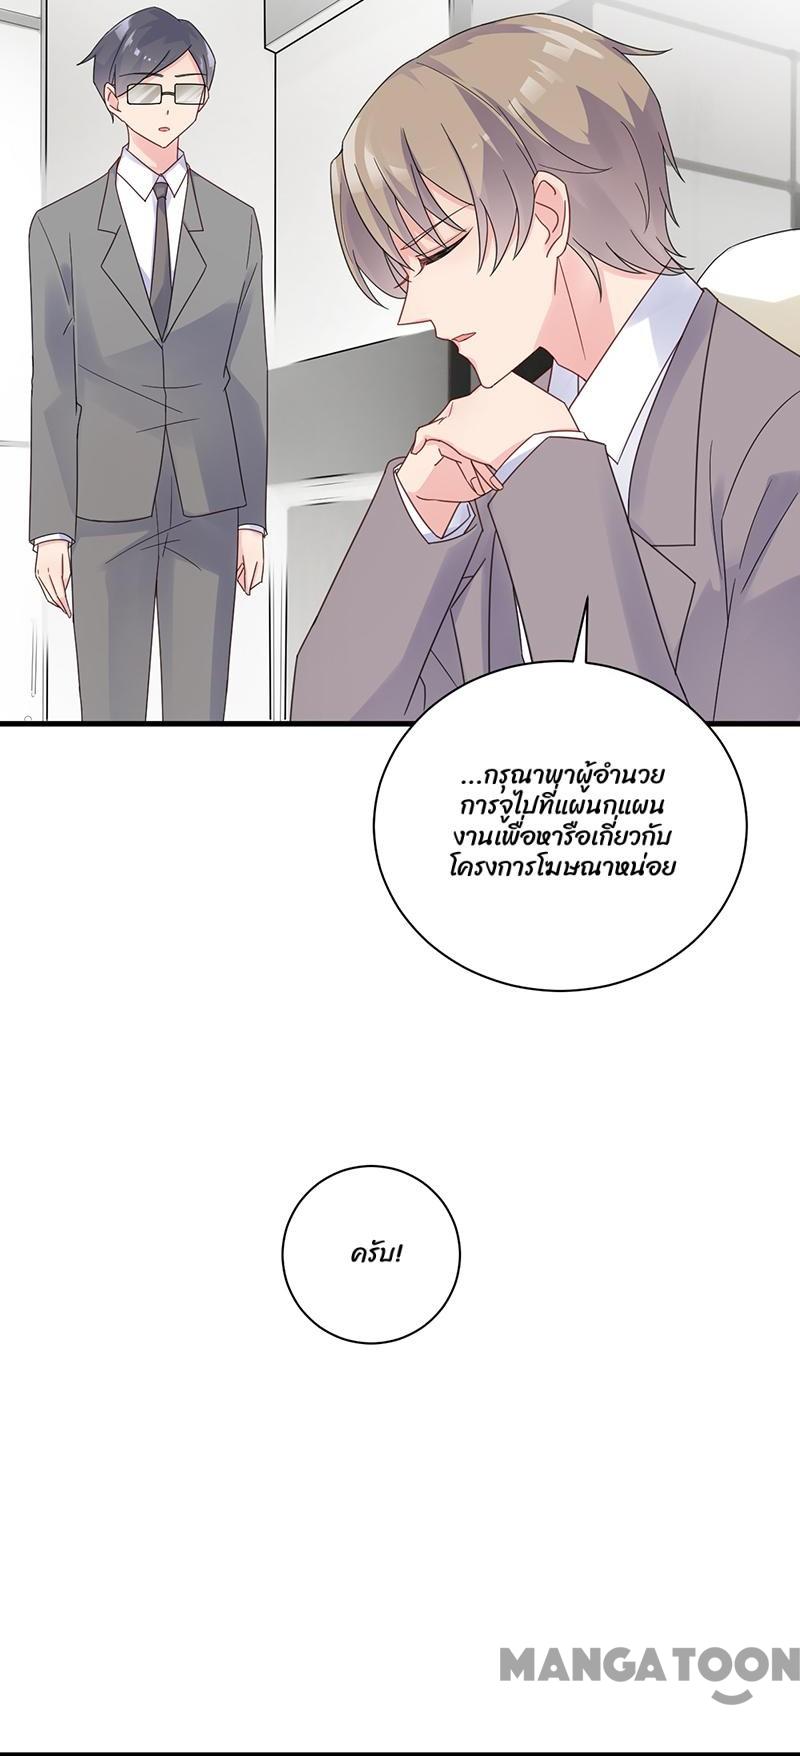 ...กรุณาพาผู้อำนวย
การจูไปที่แผนกแผน
งานเพื่อหารือเกี่ยวกับ
โครงการโฆษณาหน่อย
ครับ!
MANGATOON